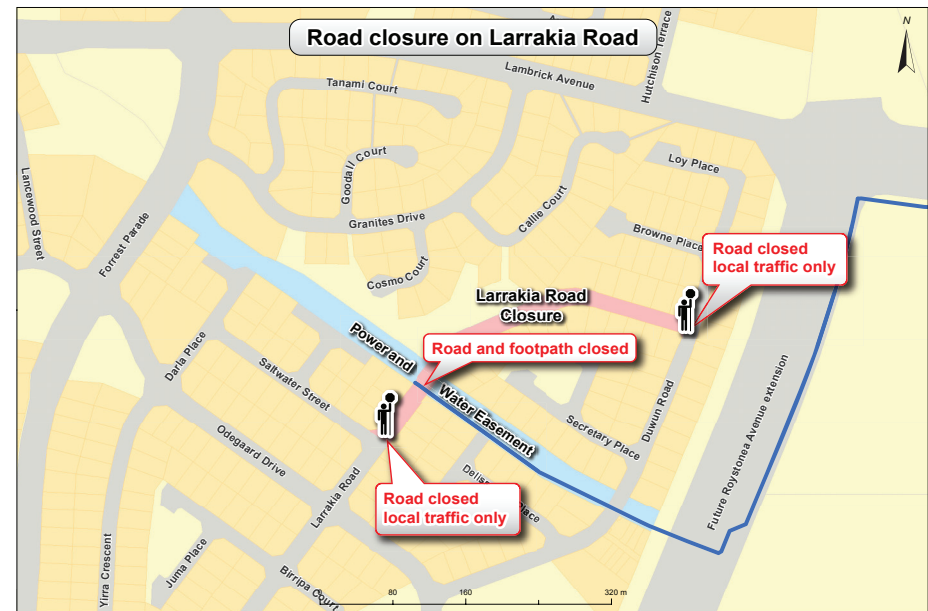 Road closure on Larrakia Road
N
Lambrick Avenue
Hutchison Terrace
Tanami Court
Loy Place
Goodall Court
Lancewood Street
Callie Court
Granites Drive
Browne Place
Forrest Parade
Road closed
local traffic only
Cosmo Court
Larrakia Road
Closure
Power and
Water Easement
Road and footpath closed
Darla Place
Saltwater Street
Duwun Road
Future Roystonea Avenue extension
Secretary Place
Odegaard Drive
Place
Larrakia Road
Road closed
local traffic only
Juma Place
Yirra Crescent
Birripa Court
80
160
320 m